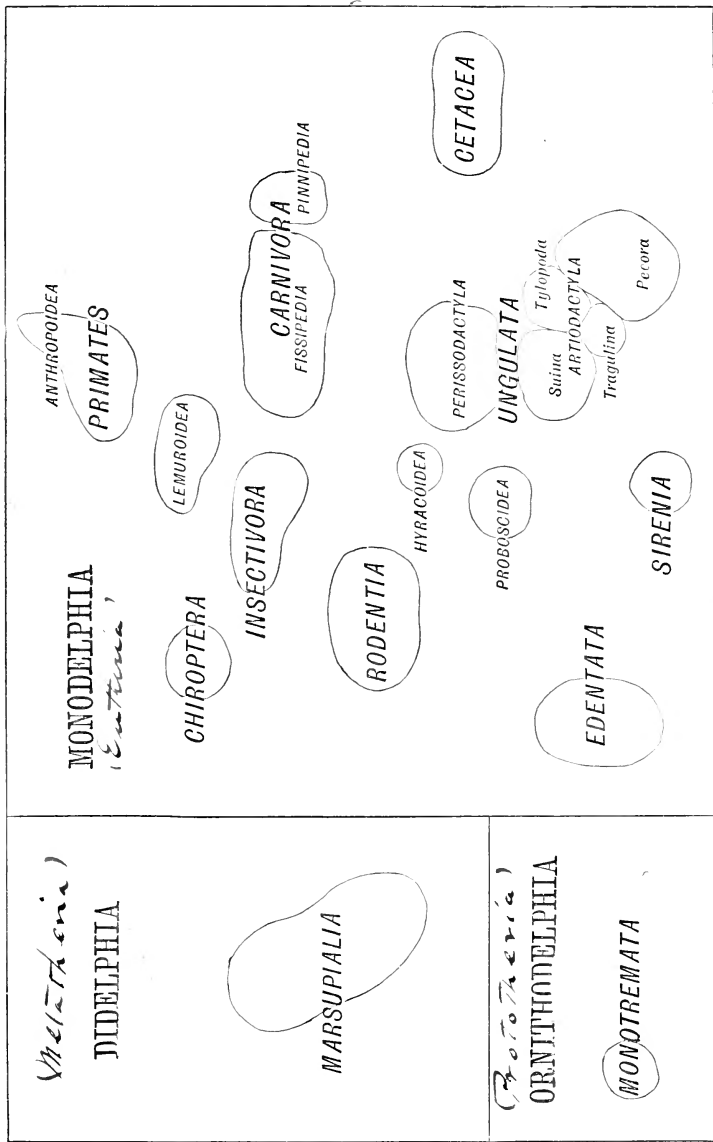 (Metatheria)
DIDELPHIA
MARSUPIALIA
(Prototheria)
ORNITHODELPHIA
MONOTREMATA
MONODELPHIA
(Eutheria)
ANTHROPOIDEA
PRIMATES
LEMUROIDEA
CHIROPTERA
INSECTIVORA
CARNIVORA
FISSIPEDIA
PINNIPEDIA
RODENTIA
HYRACOIDEA
PROBOSCIDEA
PERISSODACTYLA
UNGULATA
Suina
Tylopoda
ARTIODACTYLA
Tragulina
Pecora
CETACEA
EDENTATA
SIRENIA